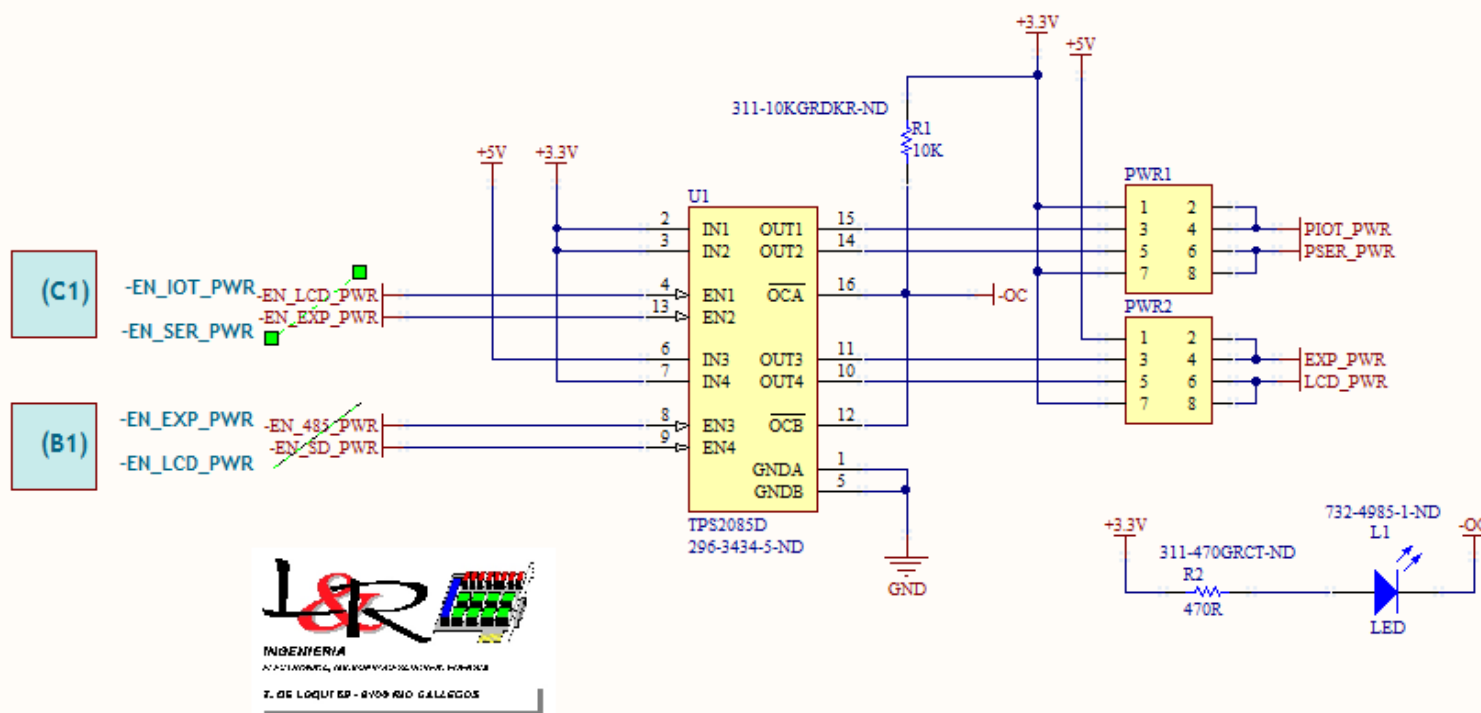 +3.3V
+5V
311-10KGRDKR-ND
R1
10K
+5V
+3.3V
PWR1
U1
1 2
3 4
5 6
7 8
PIOT_PWR
PSER_PWR
2 IN1 OUT1 15
3 IN2 OUT2 14
(C1)
-EN_IOT_PWR
-EN_SER_PWR
-EN_LCD_PWR
-EN_EXP_PWR
4 EN1 OCA 16
13 EN2
-OC
PWR2
1 2
3 4
5 6
7 8
EXP_PWR
LCD_PWR
6 IN3 OUT3 11
7 IN4 OUT4 10
(B1)
-EN_EXP_PWR
-EN_LCD_PWR
-EN_485_PWR
-EN_SD_PWR
8 EN3 OCB 12
9 EN4
GNDA 1
GNDB 5
TPS2085D
296-3434-5-ND
GND
+3.3V
732-4985-1-ND
L1
-OC
311-470GRCT-ND
R2
470R
LED
L&R
INGENIERIA